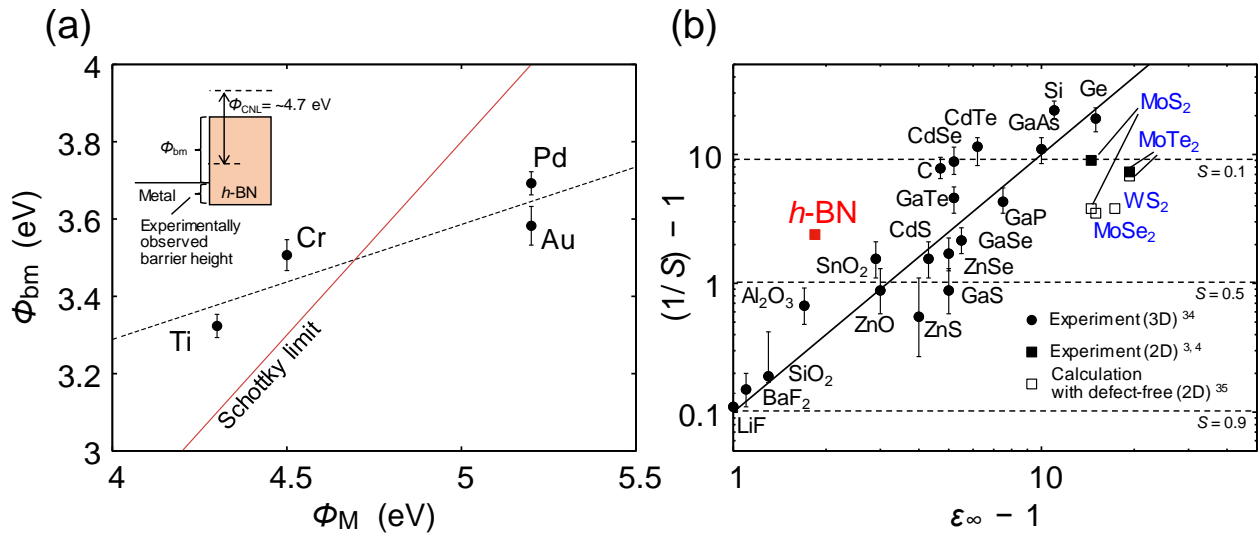 (a)
Φbm (eV)
4
3.8
3.6
3.4
3.2
3
4
4.5
5
5.5
ΦM (eV)
ΦCNL= ~4.7 eV
Φbm
Metal
h-BN
Experimentally
observed
barrier height
Pd
Au
Cr
Ti
Schottky limit
(b)
(1/S) − 1
10
1
0.1
1
10
ε∞ − 1
Si
Ge
MoS2
CdTe
GaAs
CdSe
MoTe2
C
S = 0.1
GaTe
WS2
h-BN
GaP
MoSe2
CdS
GaSe
SnO2
ZnSe
Al2O3
S = 0.5
GaS
ZnO
ZnS
SiO2
BaF2
LiF
S = 0.9
Experiment (3D) 34
Experiment (2D) 3, 4
Calculation
with defect-free (2D) 35